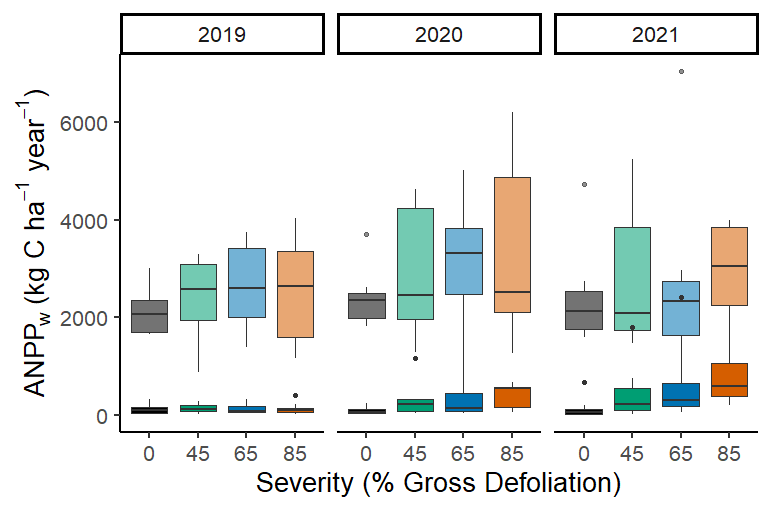 2019 2020 2021
ANPPw (kg C ha⁻¹ year⁻¹)
6000
4000
2000
0
0 45 65 85 0 45 65 85 0 45 65 85
Severity (% Gross Defoliation)